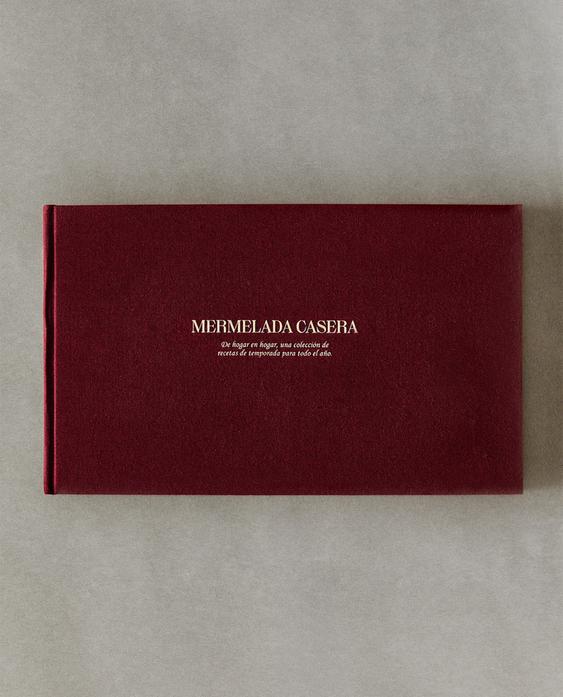 MERMELADA CASERA
De hogar en hogar, una colección de
recetas de temporada para todo el año.